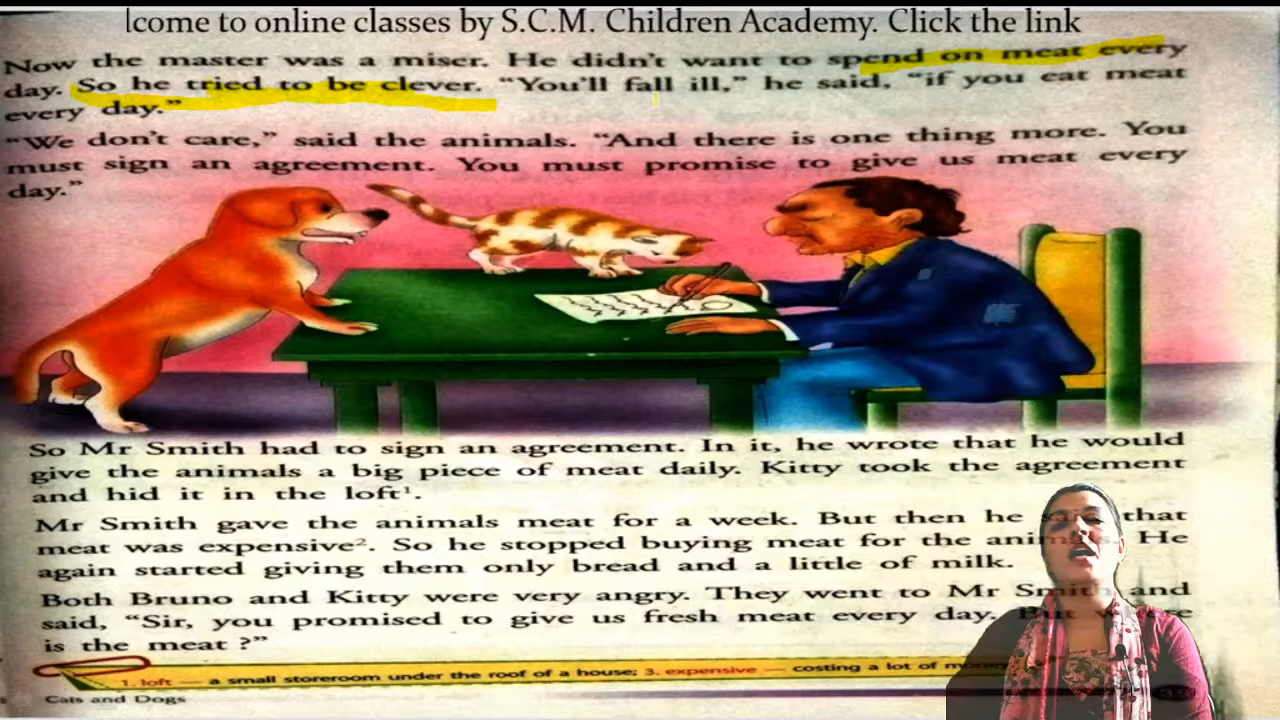 lcome to online classes by S.C.M. Children Academy. Click the link
Now the master was a miser. He didn't want to spend on meat every
day. So he tried to be clever. "You'll fall ill," he said, "if you eat meat
every day."
"We don't care," said the animals. "And there is one thing more. You
must sign an agreement. You must promise to give us meat every
day."
So Mr Smith had to sign an agreement. In it, he wrote that he would
give the animals a big piece of meat daily. Kitty took the agreement
and hid it in the loft¹.
Mr Smith gave the animals meat for a week. But then he that
meat was expensive². So he stopped buying meat for the animals. He
again started giving them only bread and a little of milk.
Both Bruno and Kitty were very angry. They went to Mr Smith and
said, "Sir, you promised to give us fresh meat every day. But
is the meat ?"
1. loft — a small storeroom under the roof of a house; 3. expensive — costing a lot of money
Cats and Dogs